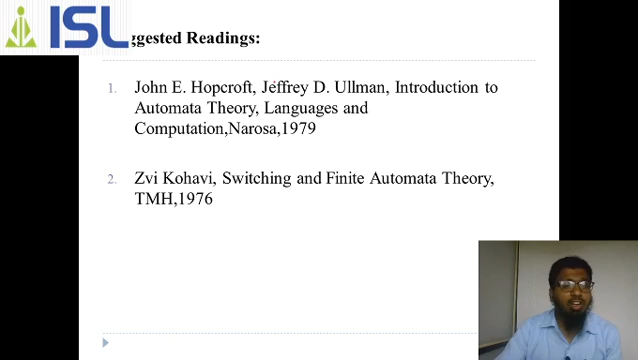 ISL
ggested Readings:
1. John E. Hopcroft, Jeffrey D. Ullman, Introduction to
Automata Theory, Languages and
Computation,Narosa,1979
2. Zvi Kohavi, Switching and Finite Automata Theory,
TMH,1976